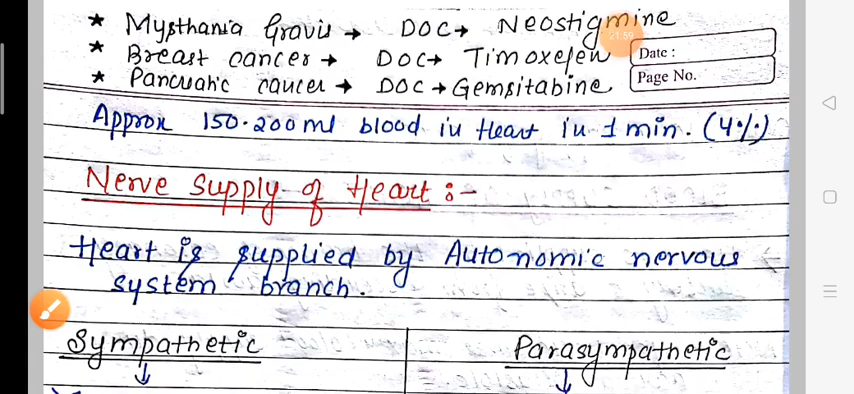 * Mysthania Gravis → DOC → Neostigmine
21:59
* Breast cancer → DOC → Timoxefen
Date :
* Pancreatic cancer → DOC → Gemsitabine
Page No.
Approx 150-200 ml blood in Heart in 1 min. (4%)
Nerve Supply of Heart :-
Heart is supplied by Autonomic nervous
system branch.
Sympathetic
Parasympathetic